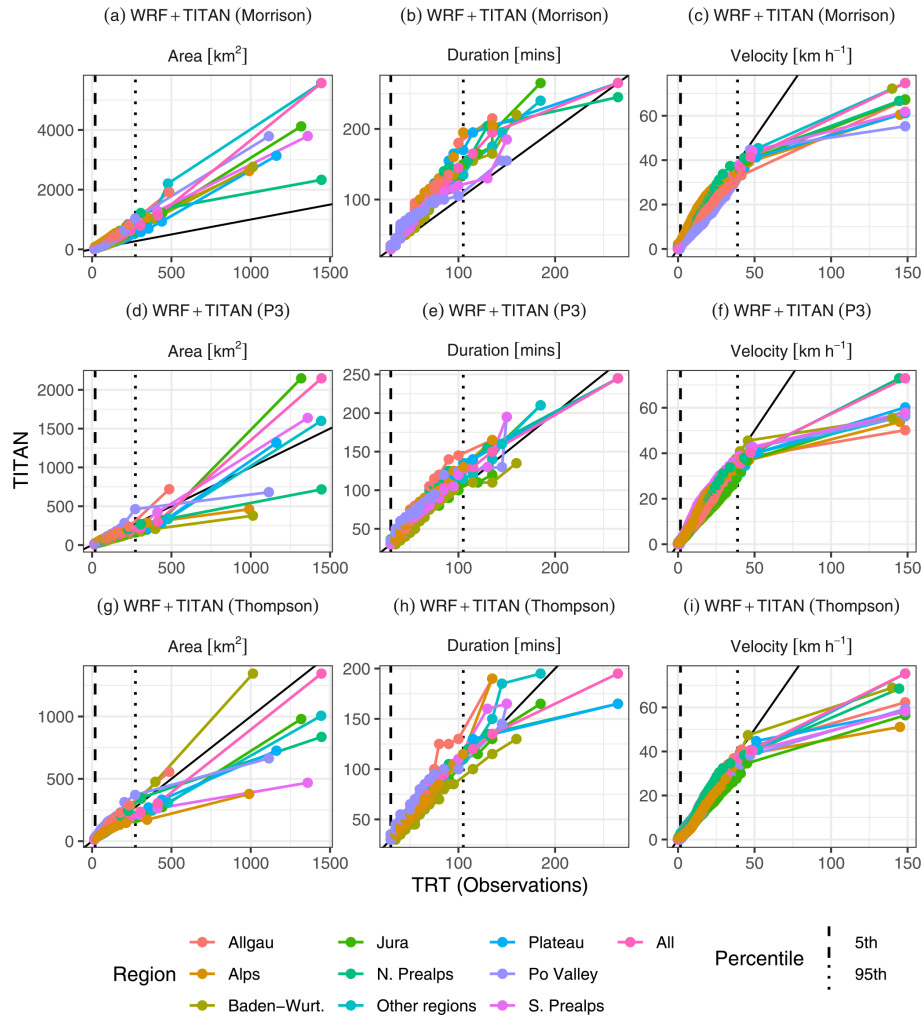 (a) WRF+TITAN (Morrison)
(b) WRF+TITAN (Morrison)
(c) WRF+TITAN (Morrison)
Area [km²]
Duration [mins]
Velocity [km h⁻¹]
4000
2000
0
200
100
60
40
20
0
0 500 1000 1500
100 200
0 50 100 150
(d) WRF+TITAN (P3)
(e) WRF+TITAN (P3)
(f) WRF+TITAN (P3)
Area [km²]
Duration [mins]
Velocity [km h⁻¹]
2000
1500
1000
500
0
250
200
150
100
50
60
40
20
0
0 500 1000 1500
100 200
0 50 100 150
TITAN
(g) WRF+TITAN (Thompson)
(h) WRF+TITAN (Thompson)
(i) WRF+TITAN (Thompson)
Area [km²]
Duration [mins]
Velocity [km h⁻¹]
1000
500
0
200
150
100
50
60
40
20
0
0 500 1000 1500
100 200
0 50 100 150
TRT (Observations)
Region
Allgau
Alps
Baden−Wurt.
Jura
N. Prealps
Other regions
Plateau
Po Valley
S. Prealps
All
Percentile
5th
95th